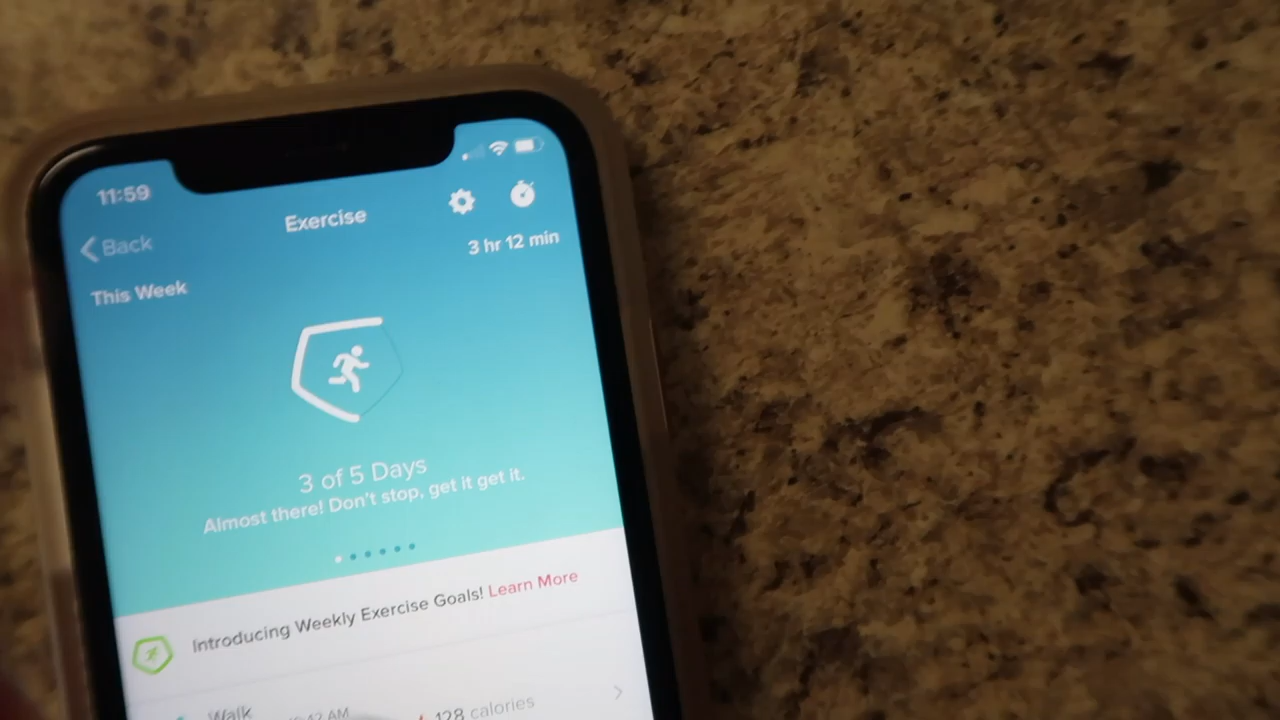 11:59
Back
Exercise
This Week
3 hr 12 min
3 of 5 Days
Almost there! Don't stop, get it get it.
Introducing Weekly Exercise Goals! Learn More
Walk
AM
128 calories